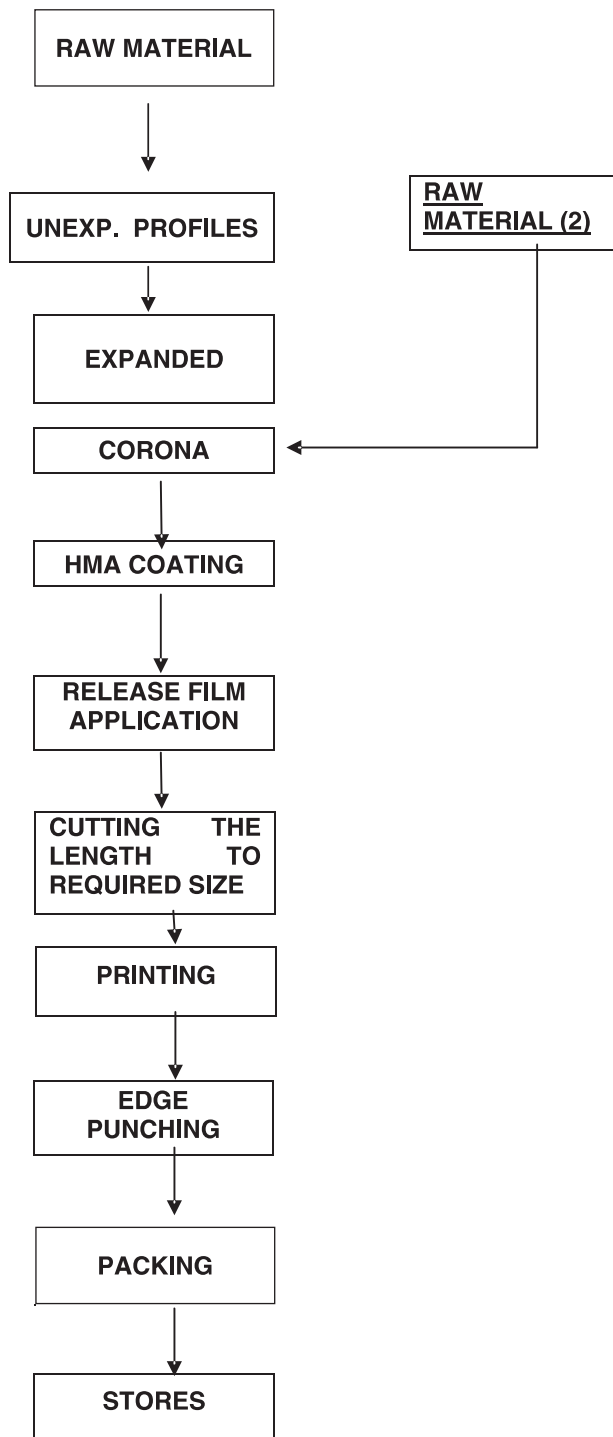 RAW MATERIAL
UNEXP. PROFILES
RAW
MATERIAL (2)
EXPANDED
CORONA
HMA COATING
RELEASE FILM
APPLICATION
CUTTING THE
LENGTH TO
REQUIRED SIZE
PRINTING
EDGE
PUNCHING
PACKING
STORES